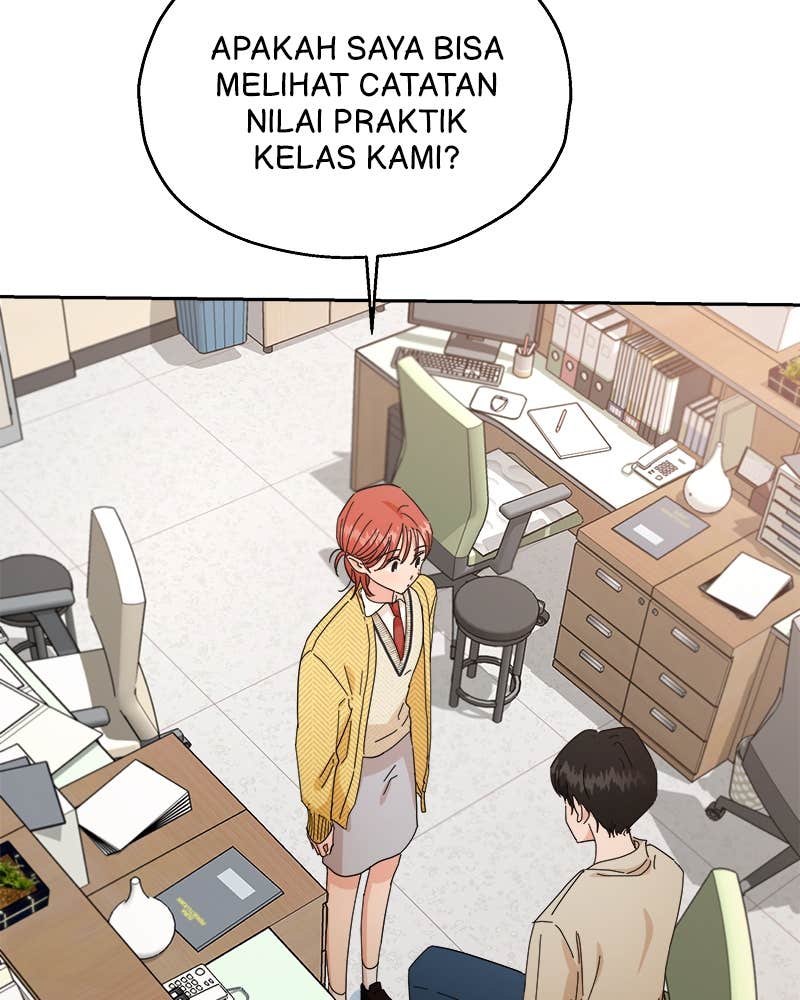 APAKAH SAYA BISA
MELIHAT CATATAN
NILAI PRAKTIK
KELAS KAMI?